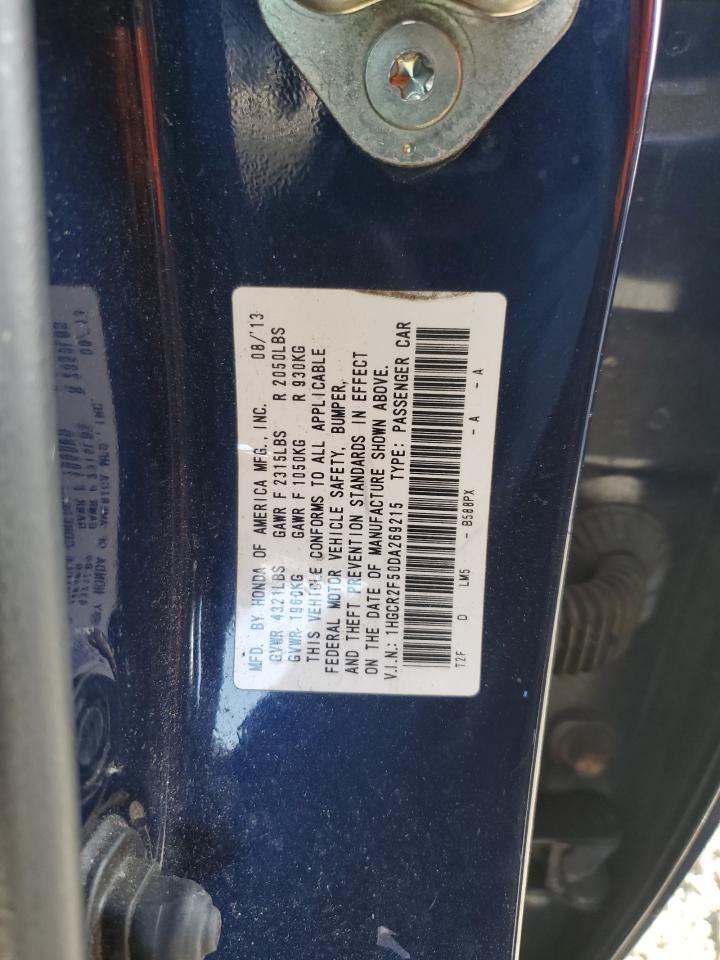 MFD. BY HONDA OF AMERICA MFG., INC. 08/'13
GVWR 4321LBS GAWR F 2315LBS R 2050LBS
GVWR 1960KG GAWR F 1050KG R 930KG
THIS VEHICLE CONFORMS TO ALL APPLICABLE
FEDERAL MOTOR VEHICLE SAFETY, BUMPER,
AND THEFT PREVENTION STANDARDS IN EFFECT
ON THE DATE OF MANUFACTURE SHOWN ABOVE.
V.I.N.: 1HGCR2F50DA269215 TYPE: PASSENGER CAR
T2F D LM5 - B588PX - A - A